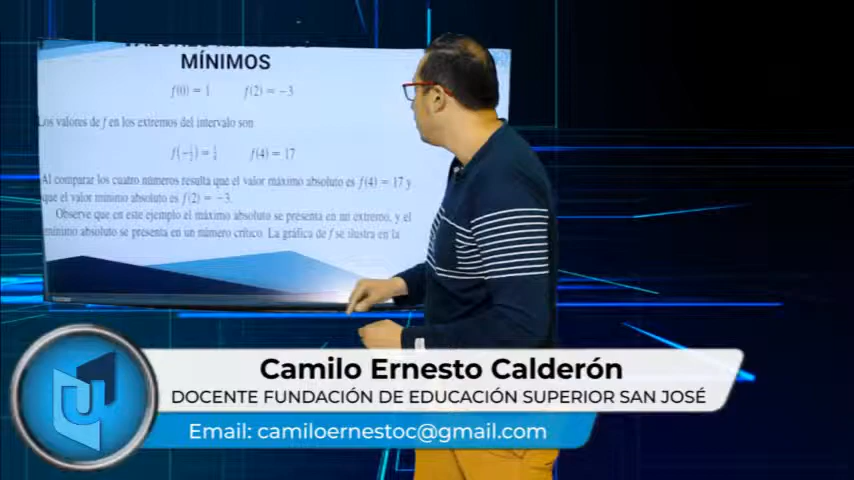 MÍNIMOS
f(0) = 1 f(2) = −3
Los valores de f en los extremos del intervalo son
f(−1/2) = 1/8 f(4) = 17
Al comparar los cuatro números resulta que el valor máximo absoluto es f(4) = 17 y
que el valor mínimo absoluto es f(2) = −3.
Observe que en este ejemplo el máximo absoluto se presenta en un extremo, y el
mínimo absoluto se presenta en un número crítico. La gráfica de f se ilustra en la
Camilo Ernesto Calderón
DOCENTE FUNDACIÓN DE EDUCACIÓN SUPERIOR SAN JOSÉ
Email: camiloernestoc@gmail.com